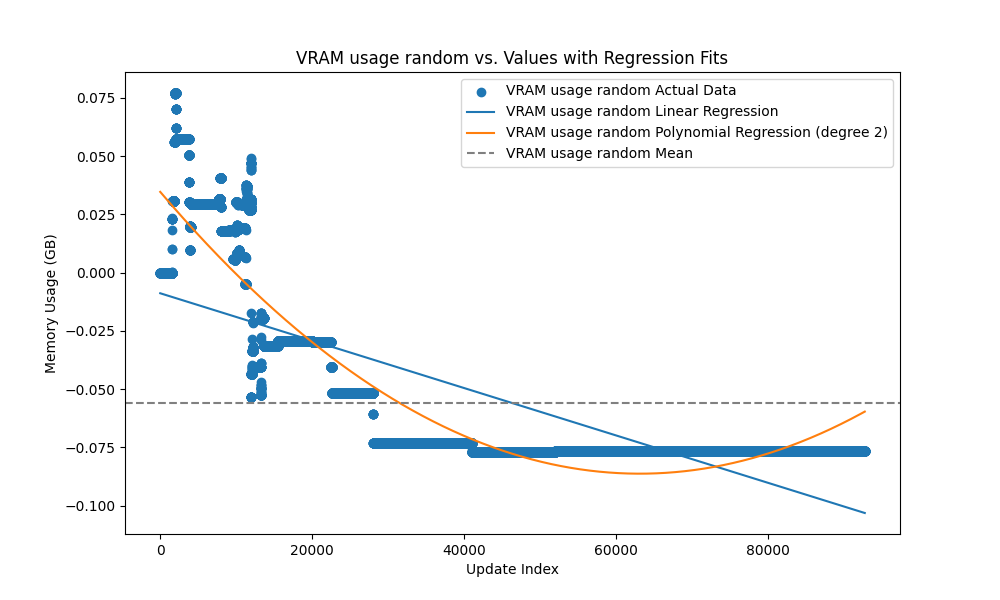 VRAM usage random vs. Values with Regression Fits
VRAM usage random Actual Data
VRAM usage random Linear Regression
VRAM usage random Polynomial Regression (degree 2)
VRAM usage random Mean
Memory Usage (GB)
0.075
0.050
0.025
0.000
−0.025
−0.050
−0.075
−0.100
0
20000
40000
60000
80000
Update Index